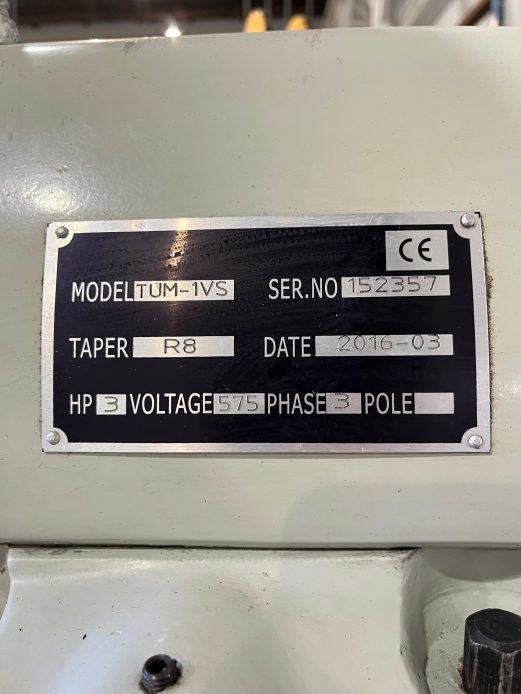 CE
MODEL TUM-1VS SER.NO 152357
TAPER R8 DATE 2016-03
HP 3 VOLTAGE 575 PHASE 3 POLE